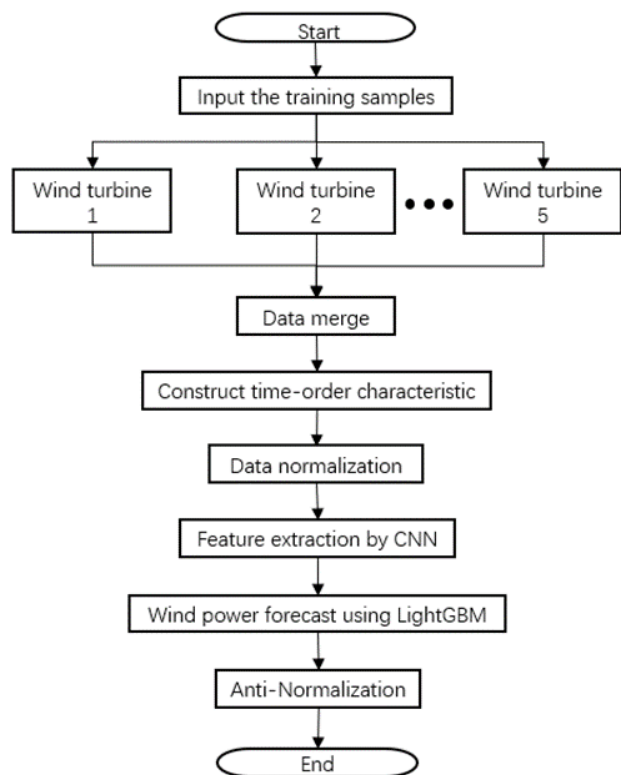 Start
Input the training samples
Wind turbine
1
Wind turbine
2
•••
Wind turbine
5
Data merge
Construct time-order characteristic
Data normalization
Feature extraction by CNN
Wind power forecast using LightGBM
Anti-Normalization
End